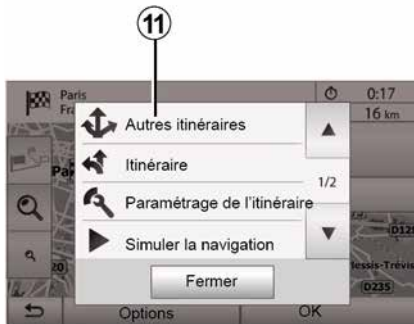 11
Paris 0:17
16 km
Autres itinéraires
Itinéraire
1/2
Paramétrage de l'itinéraire
Simuler la navigation
D235
Fermer
Options OK